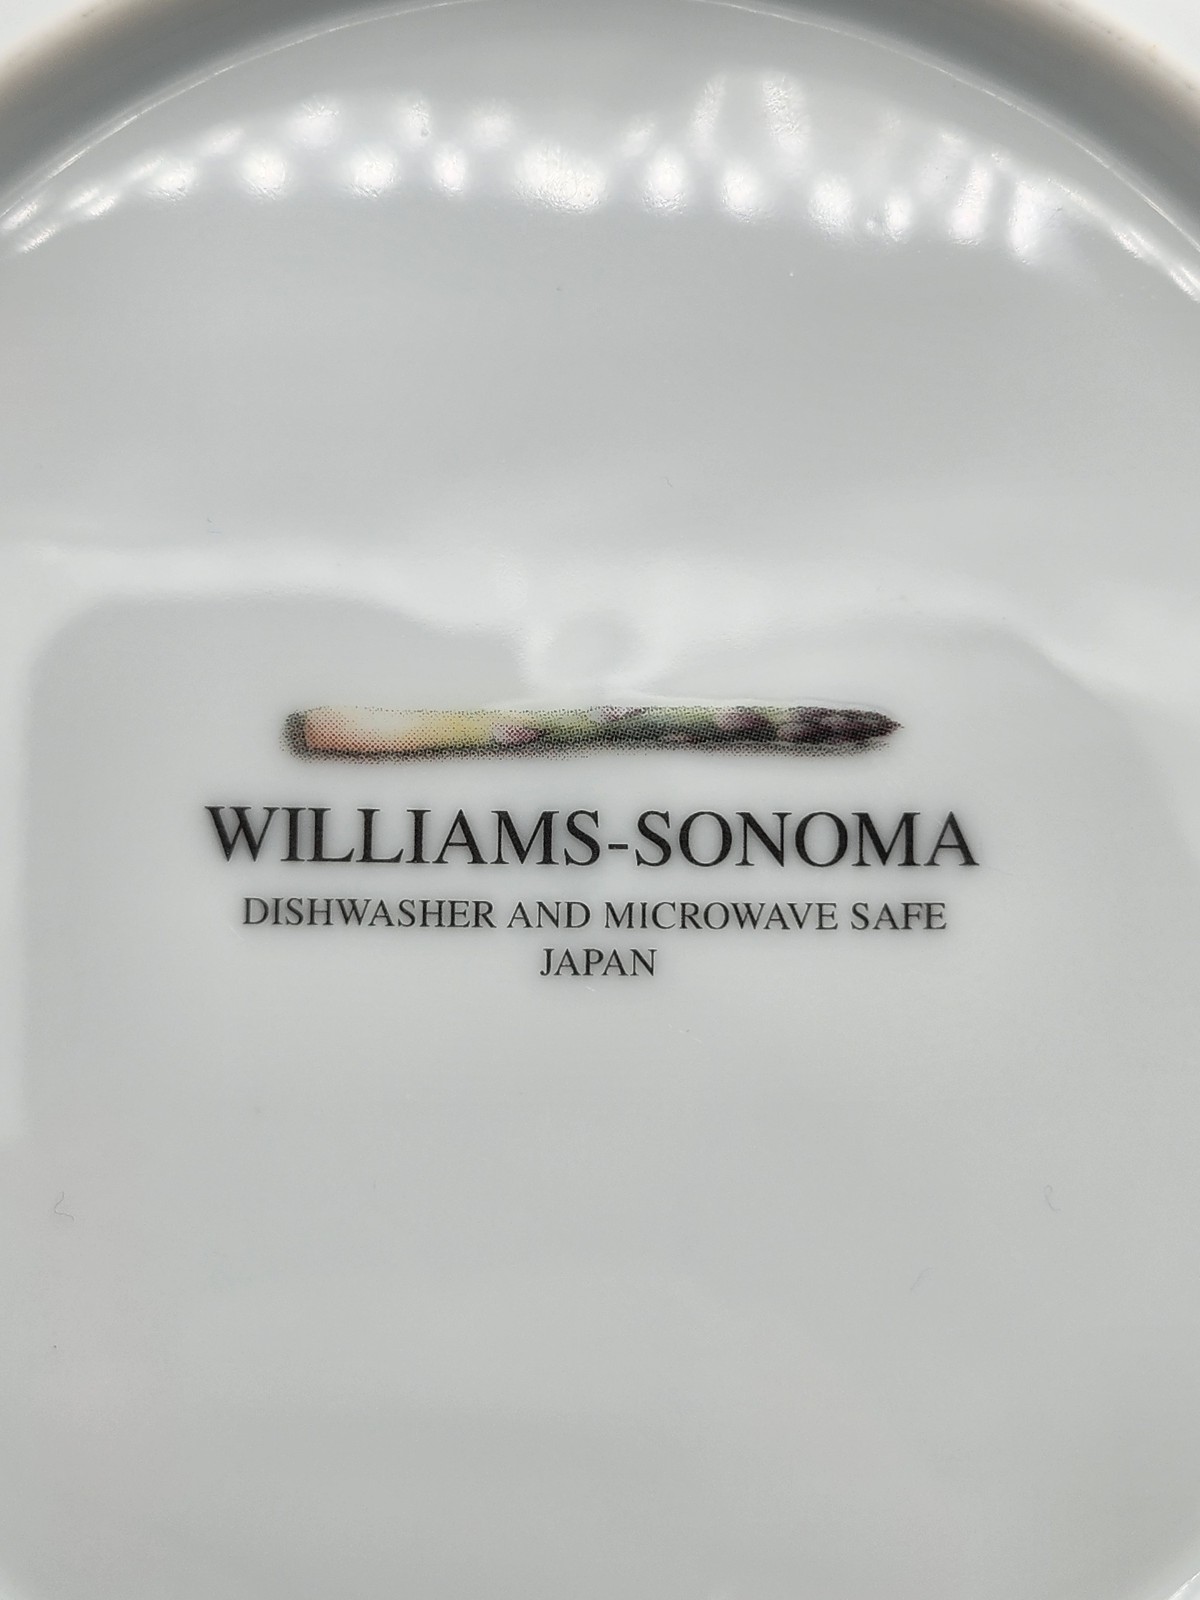 WILLIAMS-SONOMA
DISHWASHER AND MICROWAVE SAFE
JAPAN